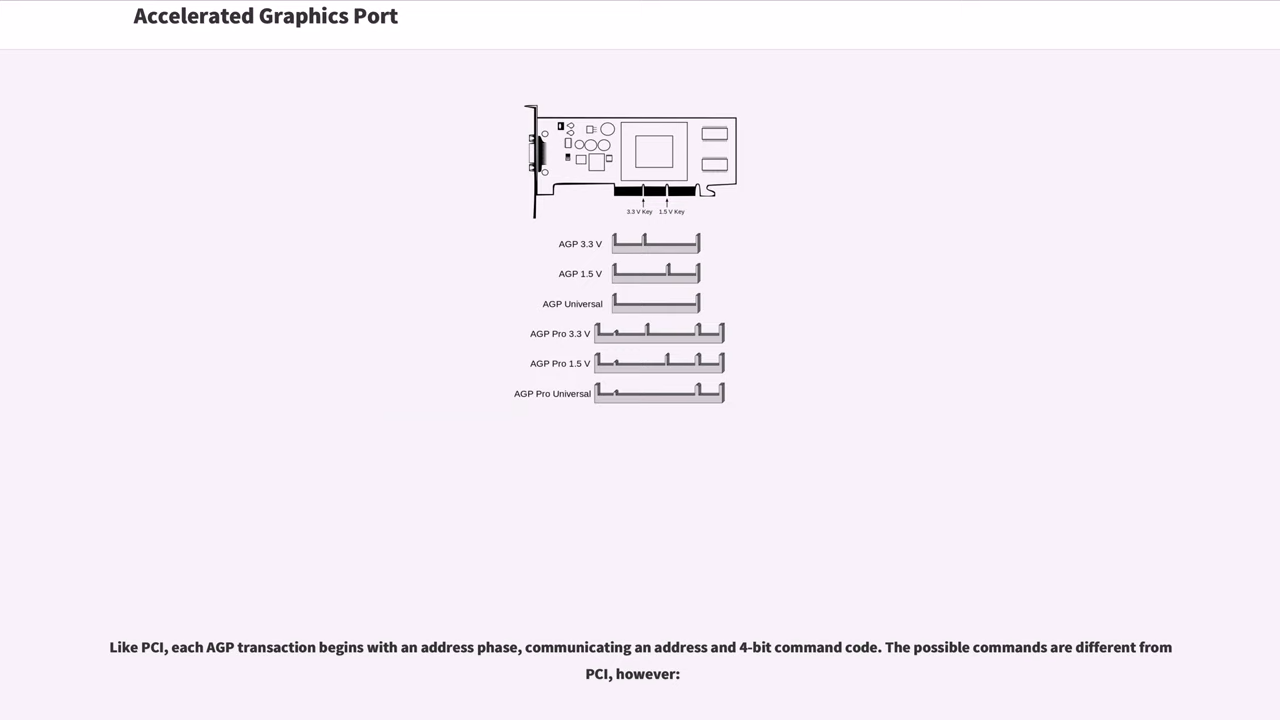 Accelerated Graphics Port
3.3 V Key 1.5 V Key
AGP 3.3 V
AGP 1.5 V
AGP Universal
AGP Pro 3.3 V
AGP Pro 1.5 V
AGP Pro Universal
Like PCI, each AGP transaction begins with an address phase, communicating an address and 4-bit command code. The possible commands are different from
PCI, however: